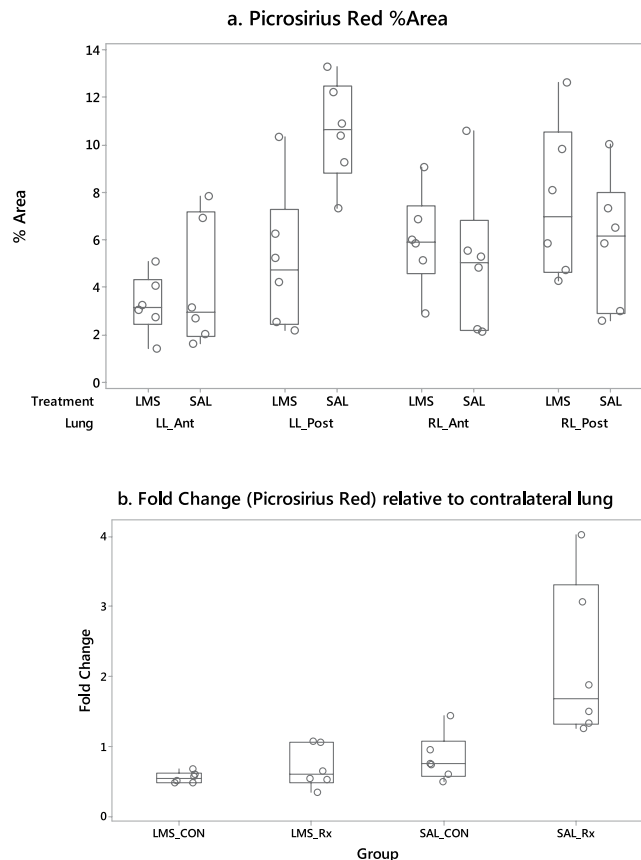 a. Picrosirius Red %Area
14
12
10
8
6
4
2
0
% Area
Treatment LMS SAL LMS SAL LMS SAL LMS SAL
Lung LL_Ant LL_Post RL_Ant RL_Post
b. Fold Change (Picrosirius Red) relative to contralateral lung
4
3
2
1
0
Fold Change
LMS_CON LMS_Rx SAL_CON SAL_Rx
Group